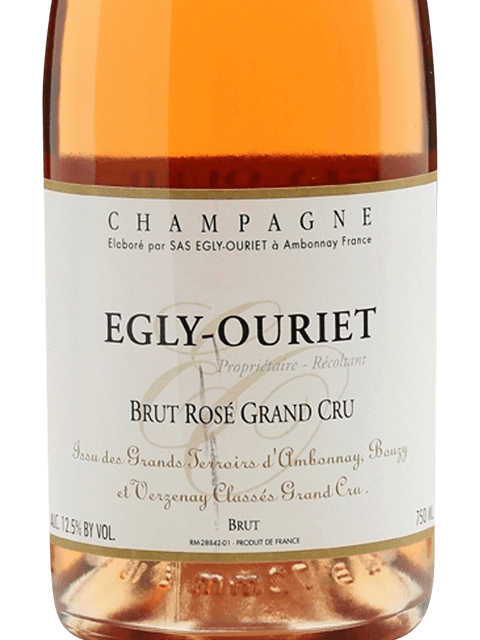 CHAMPAGNE
Elaboré par SAS EGLY-OURIET à Ambonnay France
EGLY-OURIET
Propriétaire - Récoltant
BRUT ROSÉ GRAND CRU
Issu des Grands Terroirs d'Ambonnay, Bouzy
et Verzenay Classés Grand Cru.
ALC. 12.5% BY VOL.
BRUT
750 ML
RM-28842-01 - PRODUIT DE FRANCE